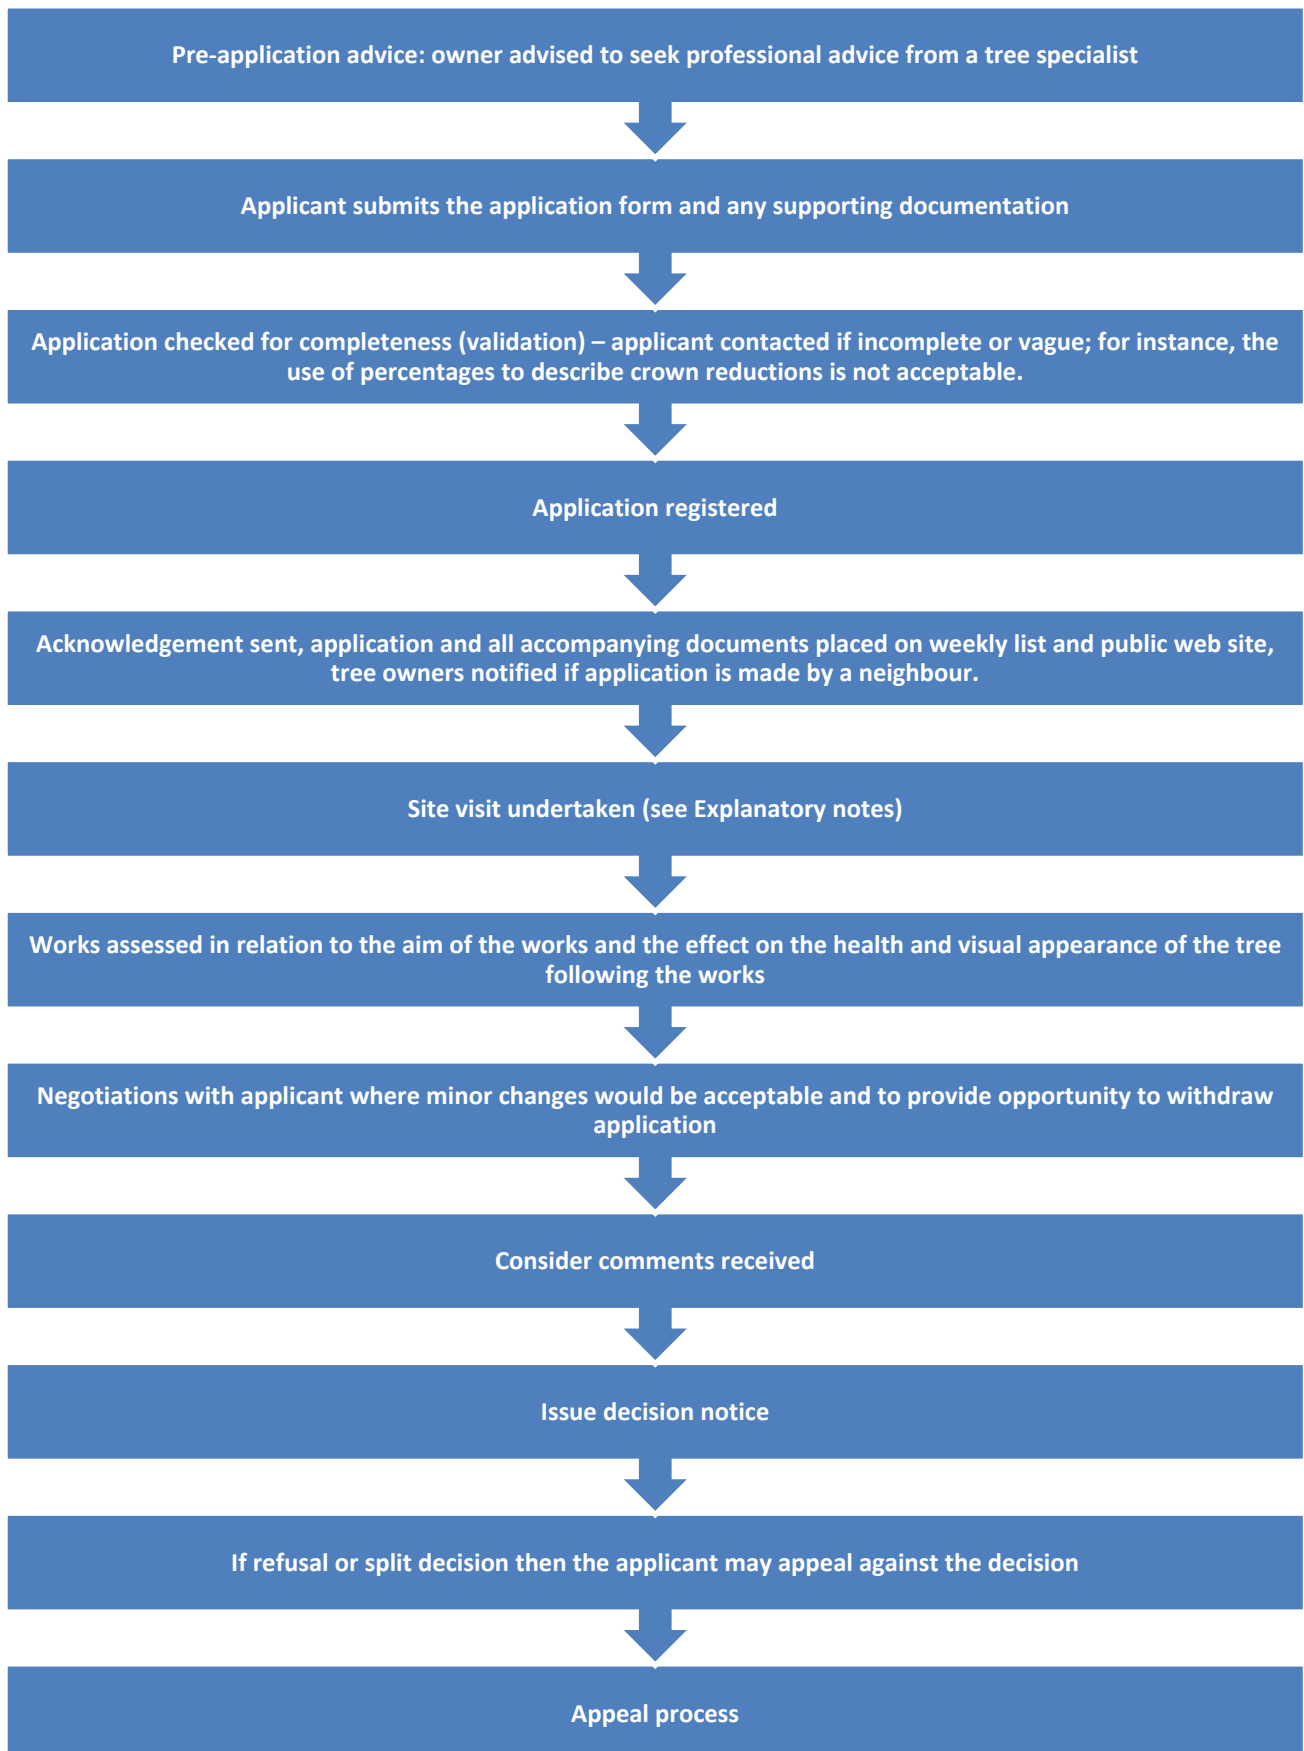 Pre-application advice: owner advised to seek professional advice from a tree specialist
Applicant submits the application form and any supporting documentation
Application checked for completeness (validation) – applicant contacted if incomplete or vague; for instance, the
use of percentages to describe crown reductions is not acceptable.
Application registered
Acknowledgement sent, application and all accompanying documents placed on weekly list and public web site,
tree owners notified if application is made by a neighbour.
Site visit undertaken (see Explanatory notes)
Works assessed in relation to the aim of the works and the effect on the health and visual appearance of the tree
following the works
Negotiations with applicant where minor changes would be acceptable and to provide opportunity to withdraw
application
Consider comments received
Issue decision notice
If refusal or split decision then the applicant may appeal against the decision
Appeal process